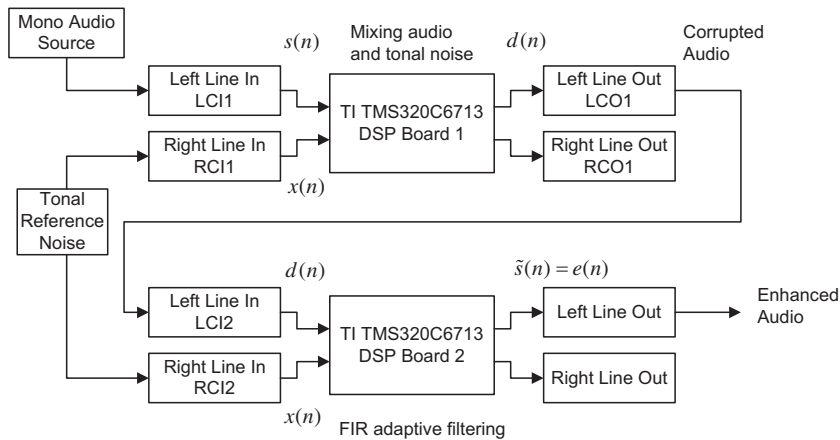 Mono Audio
Source
s(n)
Mixing audio
and tonal noise
d(n)
Corrupted
Audio
Left Line In
LCI1
TI TMS320C6713
DSP Board 1
Left Line Out
LCO1
Right Line In
RCI1
Right Line Out
RCO1
x(n)
Tonal
Reference
Noise
d(n)
s̃(n) = e(n)
Left Line In
LCI2
TI TMS320C6713
DSP Board 2
Left Line Out
Enhanced
Audio
Right Line In
RCI2
Right Line Out
x(n)
FIR adaptive filtering